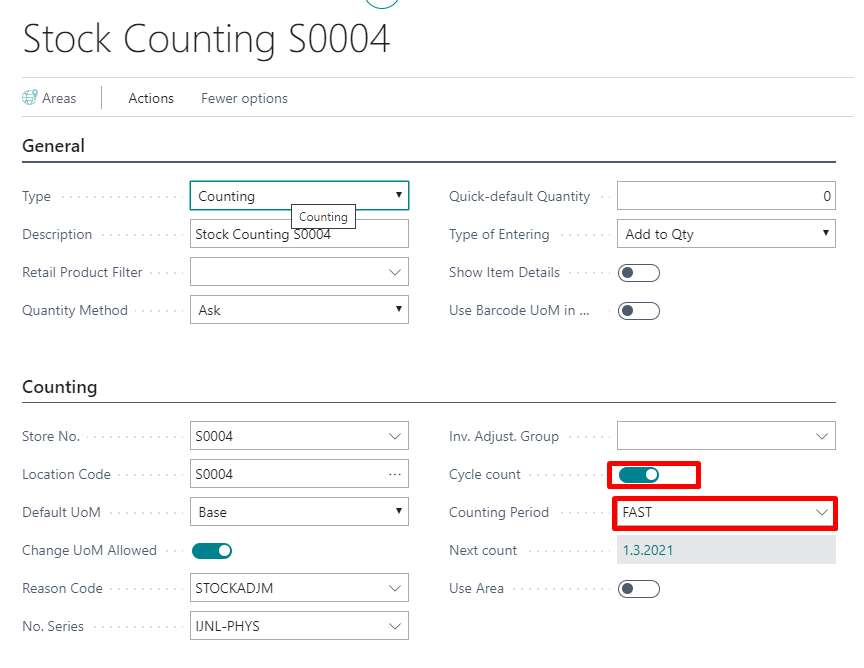 Stock Counting S0004
Areas Actions Fewer options
General
Type Counting Quick-default Quantity 0
Counting
Description Stock Counting S0004 Type of Entering Add to Qty
Retail Product Filter Show Item Details
Quantity Method Ask Use Barcode UoM in ...
Counting
Store No. S0004 Inv. Adjust. Group
Location Code S0004 ... Cycle count
Default UoM Base Counting Period FAST
Change UoM Allowed Next count 1.3.2021
Reason Code STOCKADJM Use Area
No. Series IJNL-PHYS